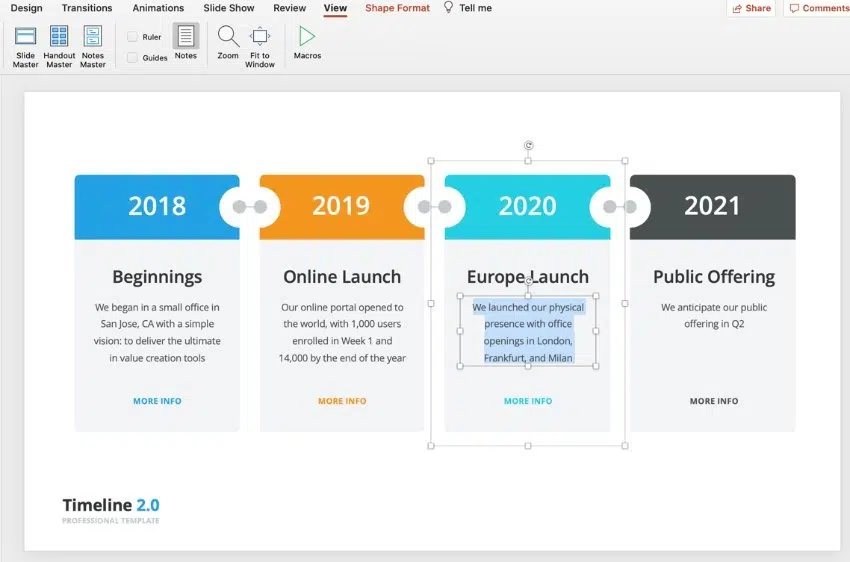 Design Transitions Animations Slide Show Review View Shape Format Tell me Share Comments
Slide Master
Handout Master
Notes Master
Ruler
Guides
Notes
Zoom
Fit to Window
Macros
2018
Beginnings
We began in a small office in
San Jose, CA with a simple
vision: to deliver the ultimate
in value creation tools
MORE INFO
2019
Online Launch
Our online portal opened to
the world, with 1,000 users
enrolled in Week 1 and
14,000 by the end of the year
MORE INFO
2020
Europe Launch
We launched our physical
presence with office
openings in London,
Frankfurt, and Milan
MORE INFO
2021
Public Offering
We anticipate our public
offering in Q2
MORE INFO
Timeline 2.0
PROFESSIONAL TEMPLATE